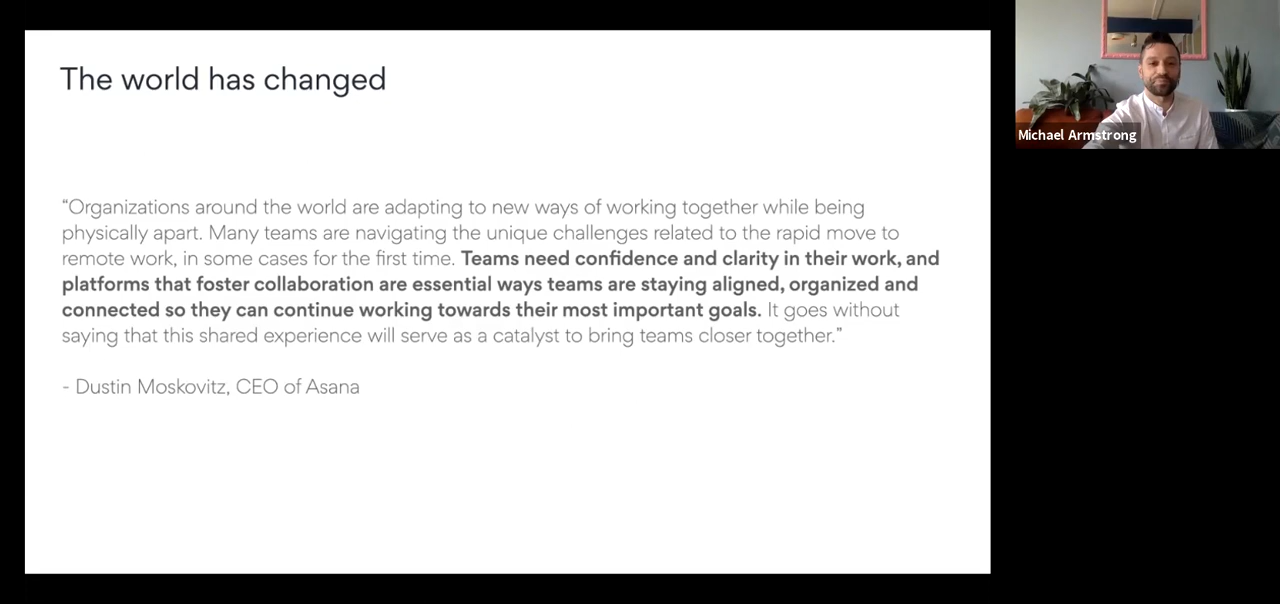 The world has changed
“Organizations around the world are adapting to new ways of working together while being
physically apart. Many teams are navigating the unique challenges related to the rapid move to
remote work, in some cases for the first time. Teams need confidence and clarity in their work, and
platforms that foster collaboration are essential ways teams are staying aligned, organized and
connected so they can continue working towards their most important goals. It goes without
saying that this shared experience will serve as a catalyst to bring teams closer together.”
- Dustin Moskovitz, CEO of Asana
Michael Armstrong